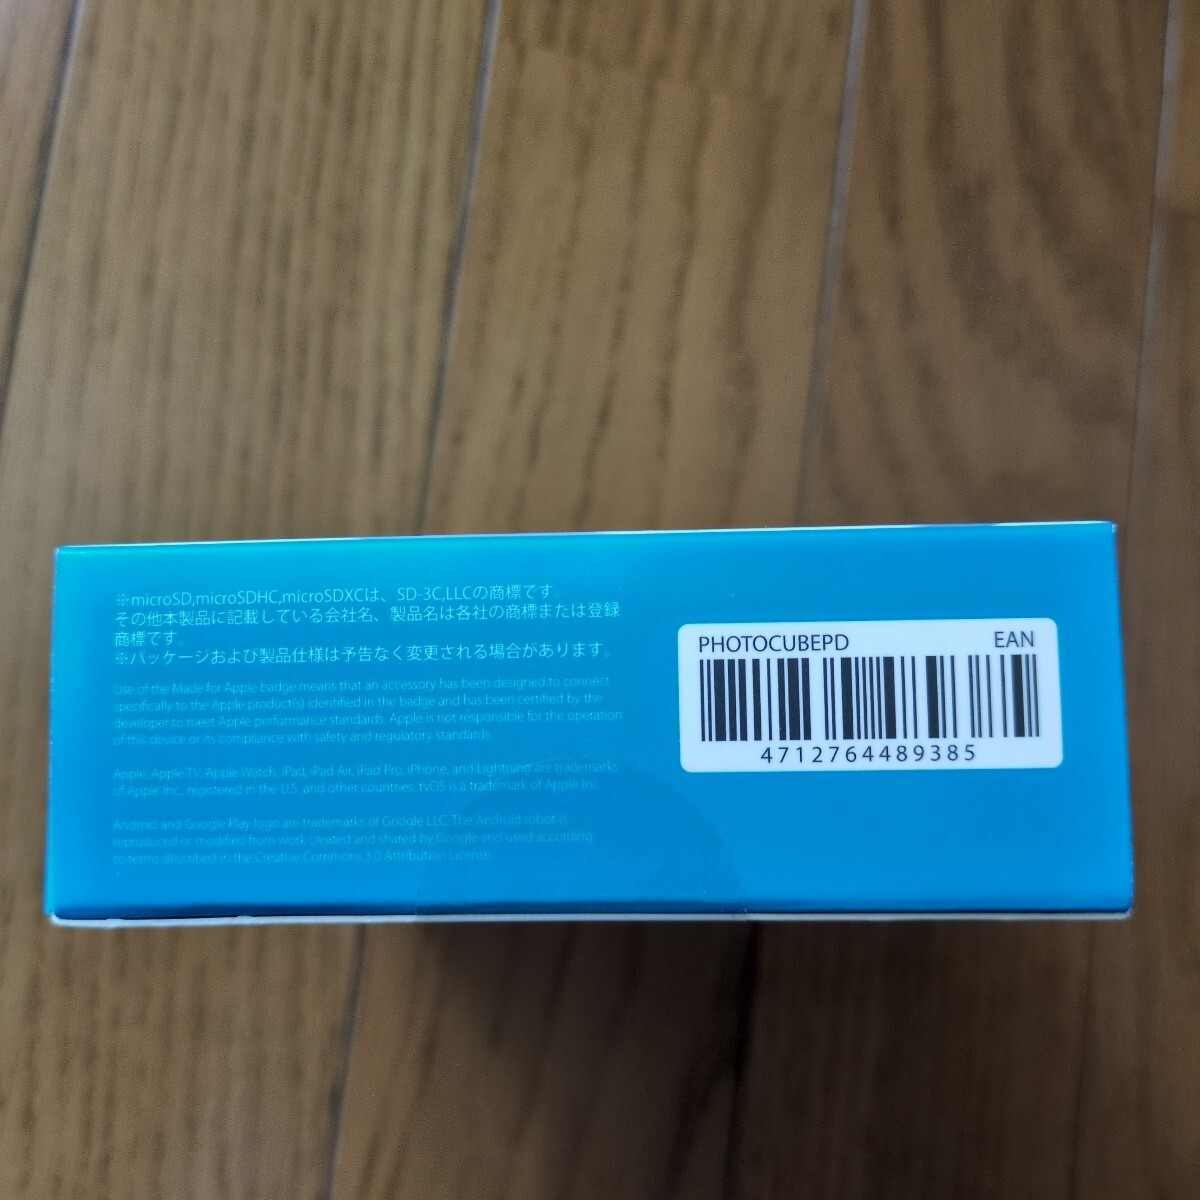 ※microSD,microSDHC,microSDXCは、SD-3C,LLCの商標です。
その他本製品に記載している会社名、製品名は各社の商標または登録
商標です。
※パッケージおよび製品仕様は予告なく変更される場合があります。
Use of the Made for Apple badge means that an accessory has been designed to connect
specifically to the Apple product(s) identified in the badge and has been certified by the
developer to meet Apple performance standards. Apple is not responsible for the operation
of this device or its compliance with safety and regulatory standards.
Apple, Apple TV, Apple Watch, iPad, iPad Air, iPad Pro, iPhone, and Lightning are trademarks
of Apple Inc., registered in the U.S. and other countries. tvOS is a trademark of Apple Inc.
Android and Google Play logo are trademarks of Google LLC. The Android robot is
reproduced or modified from work created and shared by Google and used according
to terms described in the Creative Commons 3.0 Attribution License.
PHOTOCUBEPD EAN
4712764489385